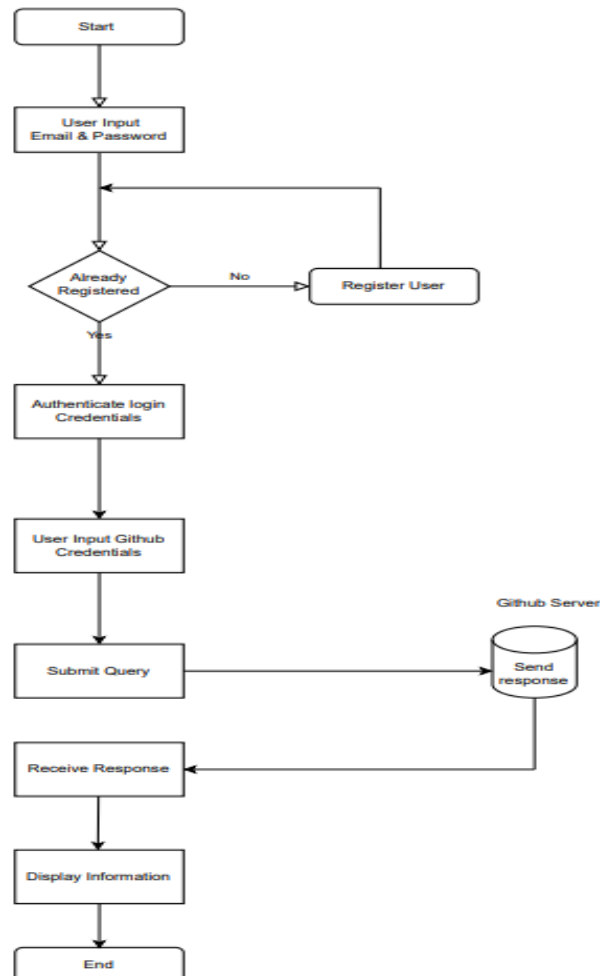 Start
User Input
Email & Password
Already
Registered
No
Register User
Yes
Authenticate login
Credentials
User Input Github
Credentials
Github Server
Submit Query
Send
response
Receive Response
Display Information
End